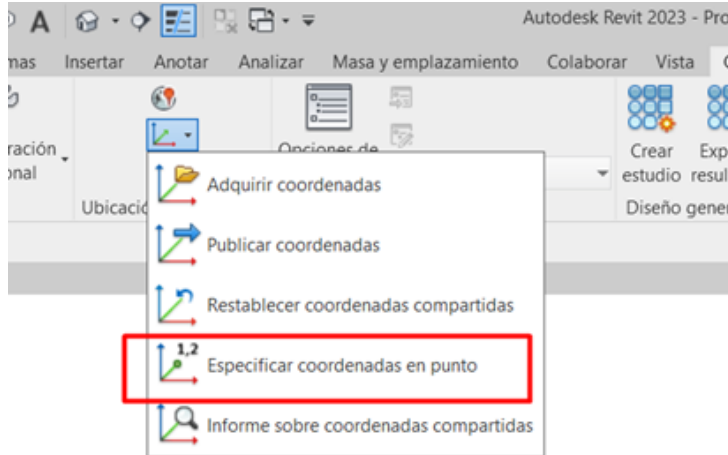 A
Autodesk Revit 2023 - Pro
mas Insertar Anotar Analizar Masa y emplazamiento Colaborar Vista
ración
onal
Opciones de
Crear Exp
estudio resul
Ubicació
Diseño gener
Adquirir coordenadas
Publicar coordenadas
Restablecer coordenadas compartidas
1,2
Especificar coordenadas en punto
Informe sobre coordenadas compartidas